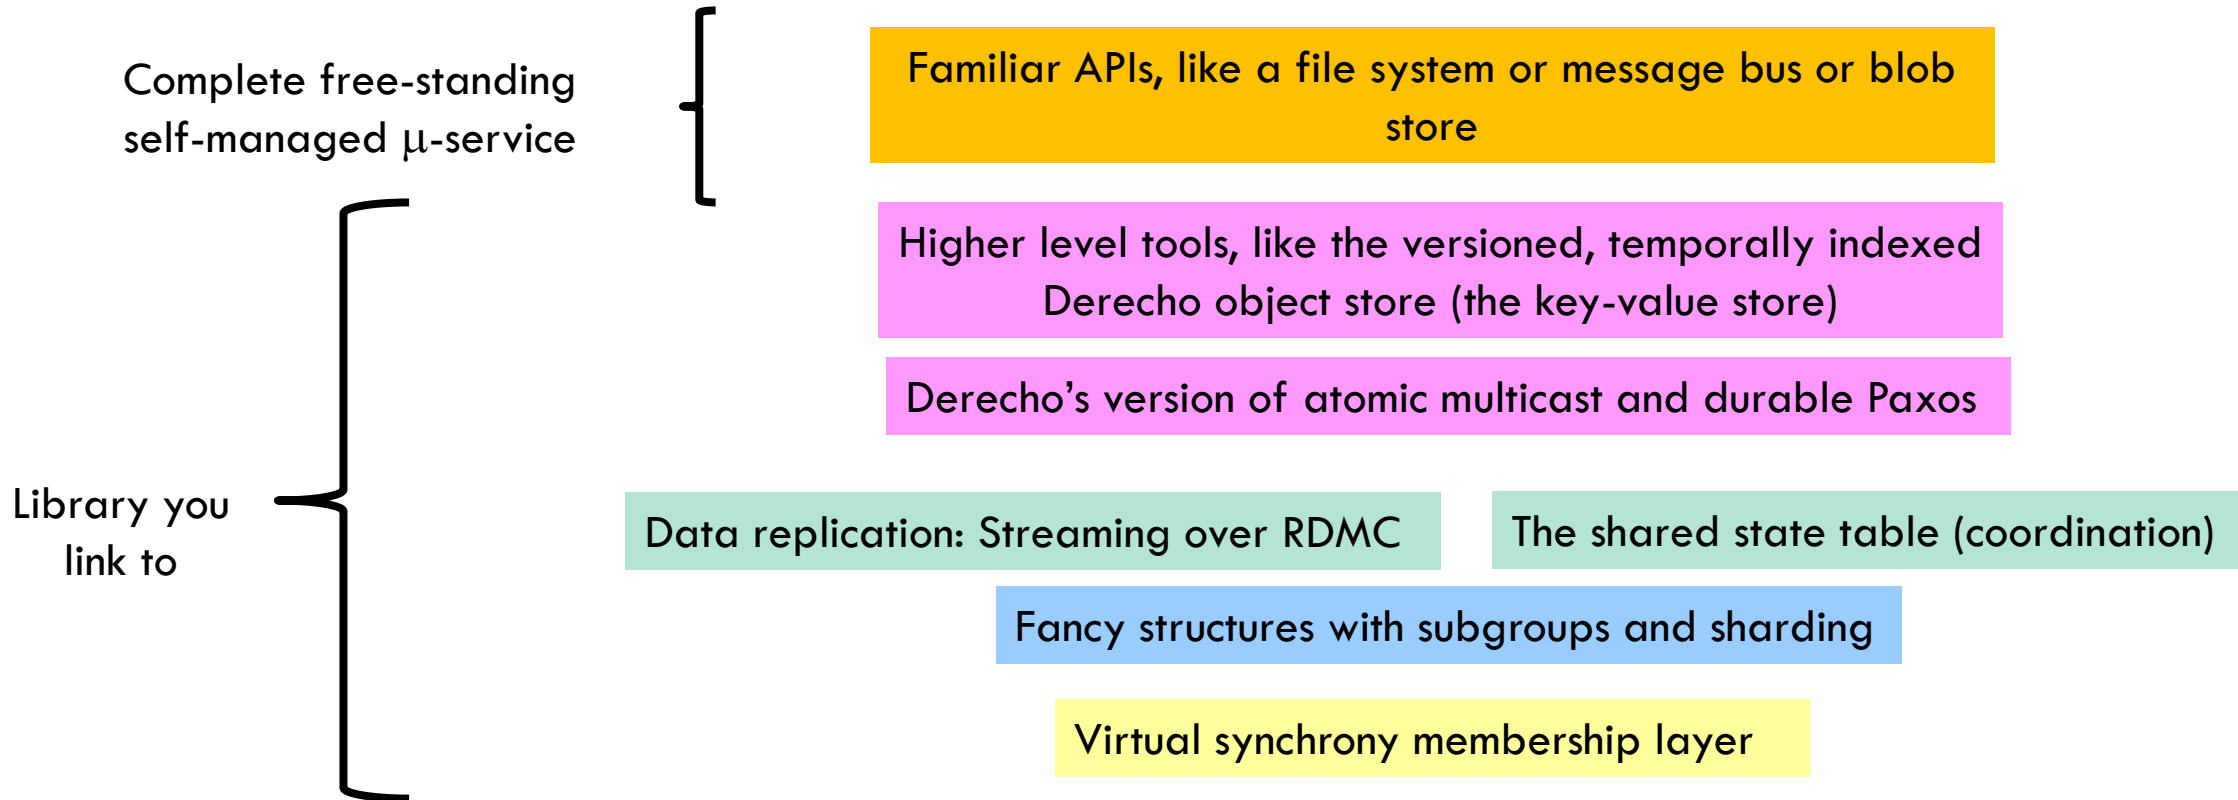 Complete free-standing
self-managed μ-service
Familiar APIs, like a file system or message bus or blob
store
Higher level tools, like the versioned, temporally indexed
Derecho object store (the key-value store)
Derecho’s version of atomic multicast and durable Paxos
Library you
link to
Data replication: Streaming over RDMC
The shared state table (coordination)
Fancy structures with subgroups and sharding
Virtual synchrony membership layer